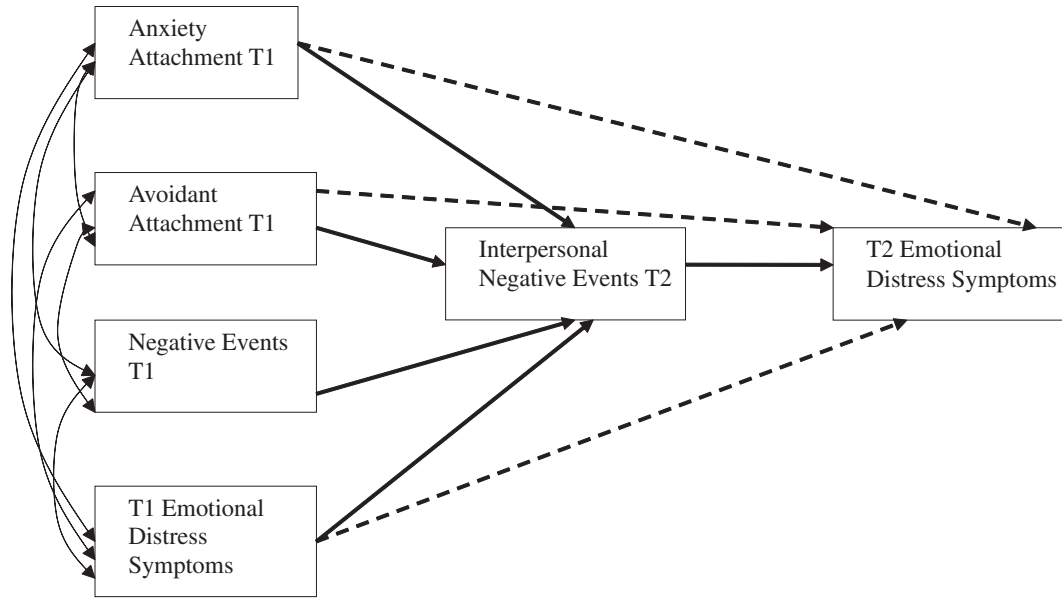 Anxiety
Attachment T1
Avoidant
Attachment T1
Interpersonal
Negative Events T2
T2 Emotional
Distress Symptoms
Negative Events
T1
T1 Emotional
Distress
Symptoms